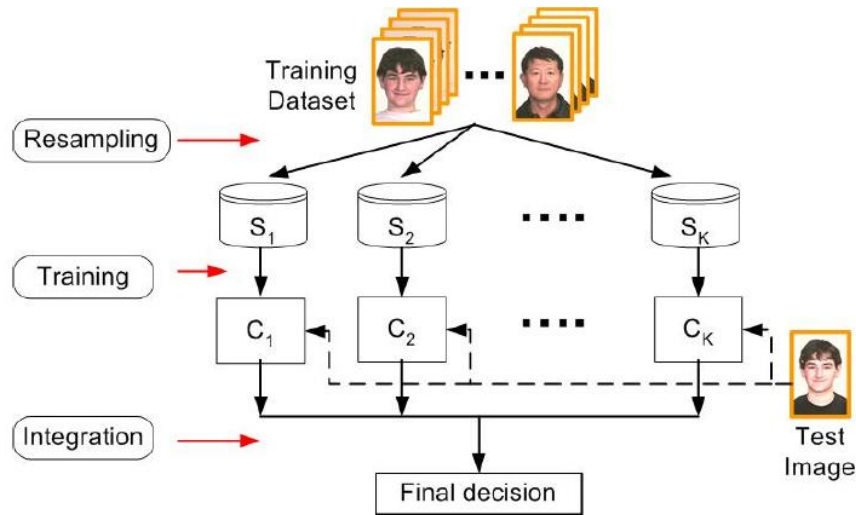 Training
Dataset
Resampling
S1
S2
SK
Training
C1
C2
CK
Integration
Test
Image
Final decision